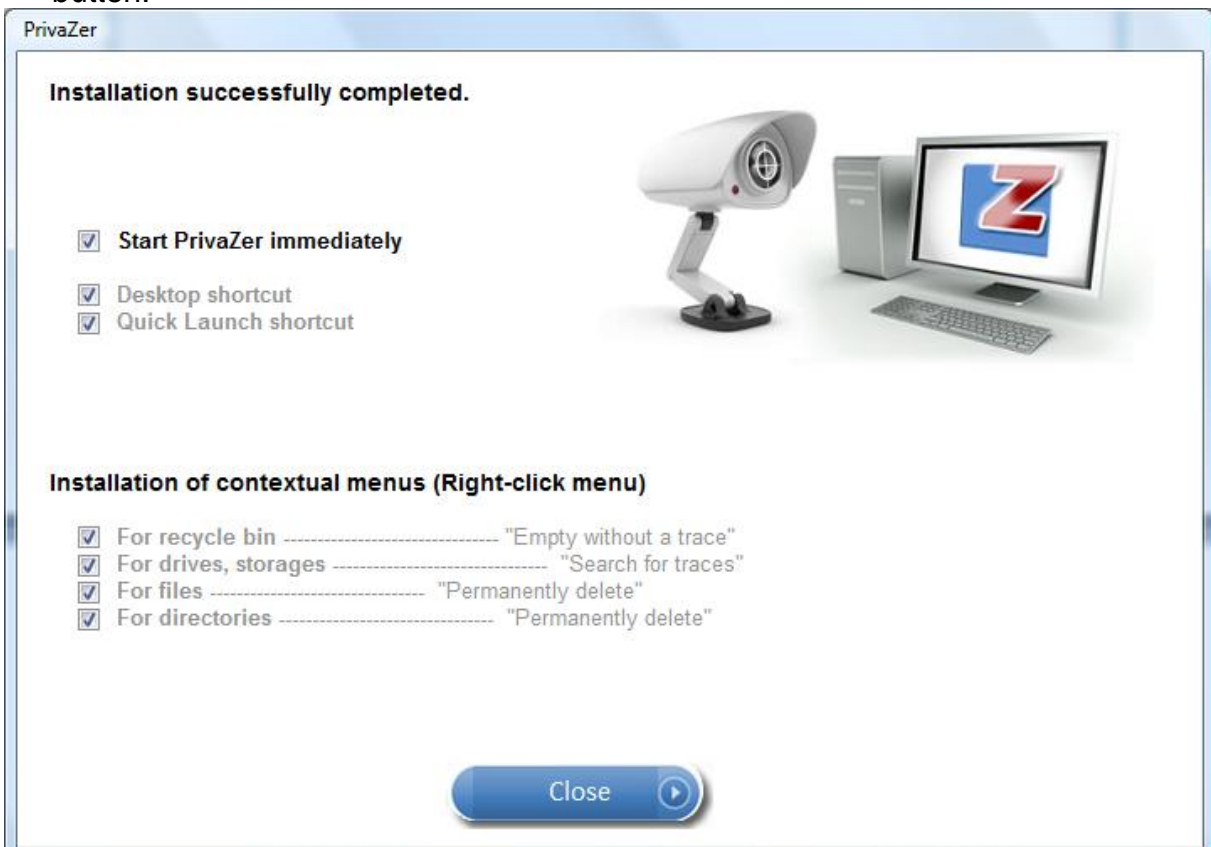 button.
PrivaZer
Installation successfully completed.
Start PrivaZer immediately
Desktop shortcut
Quick Launch shortcut
Z
Installation of contextual menus (Right-click menu)
For recycle bin -------------------------------- "Empty without a trace"
For drives, storages -------------------------------- "Search for traces"
For files -------------------------------- "Permanently delete"
For directories -------------------------------- "Permanently delete"
Close